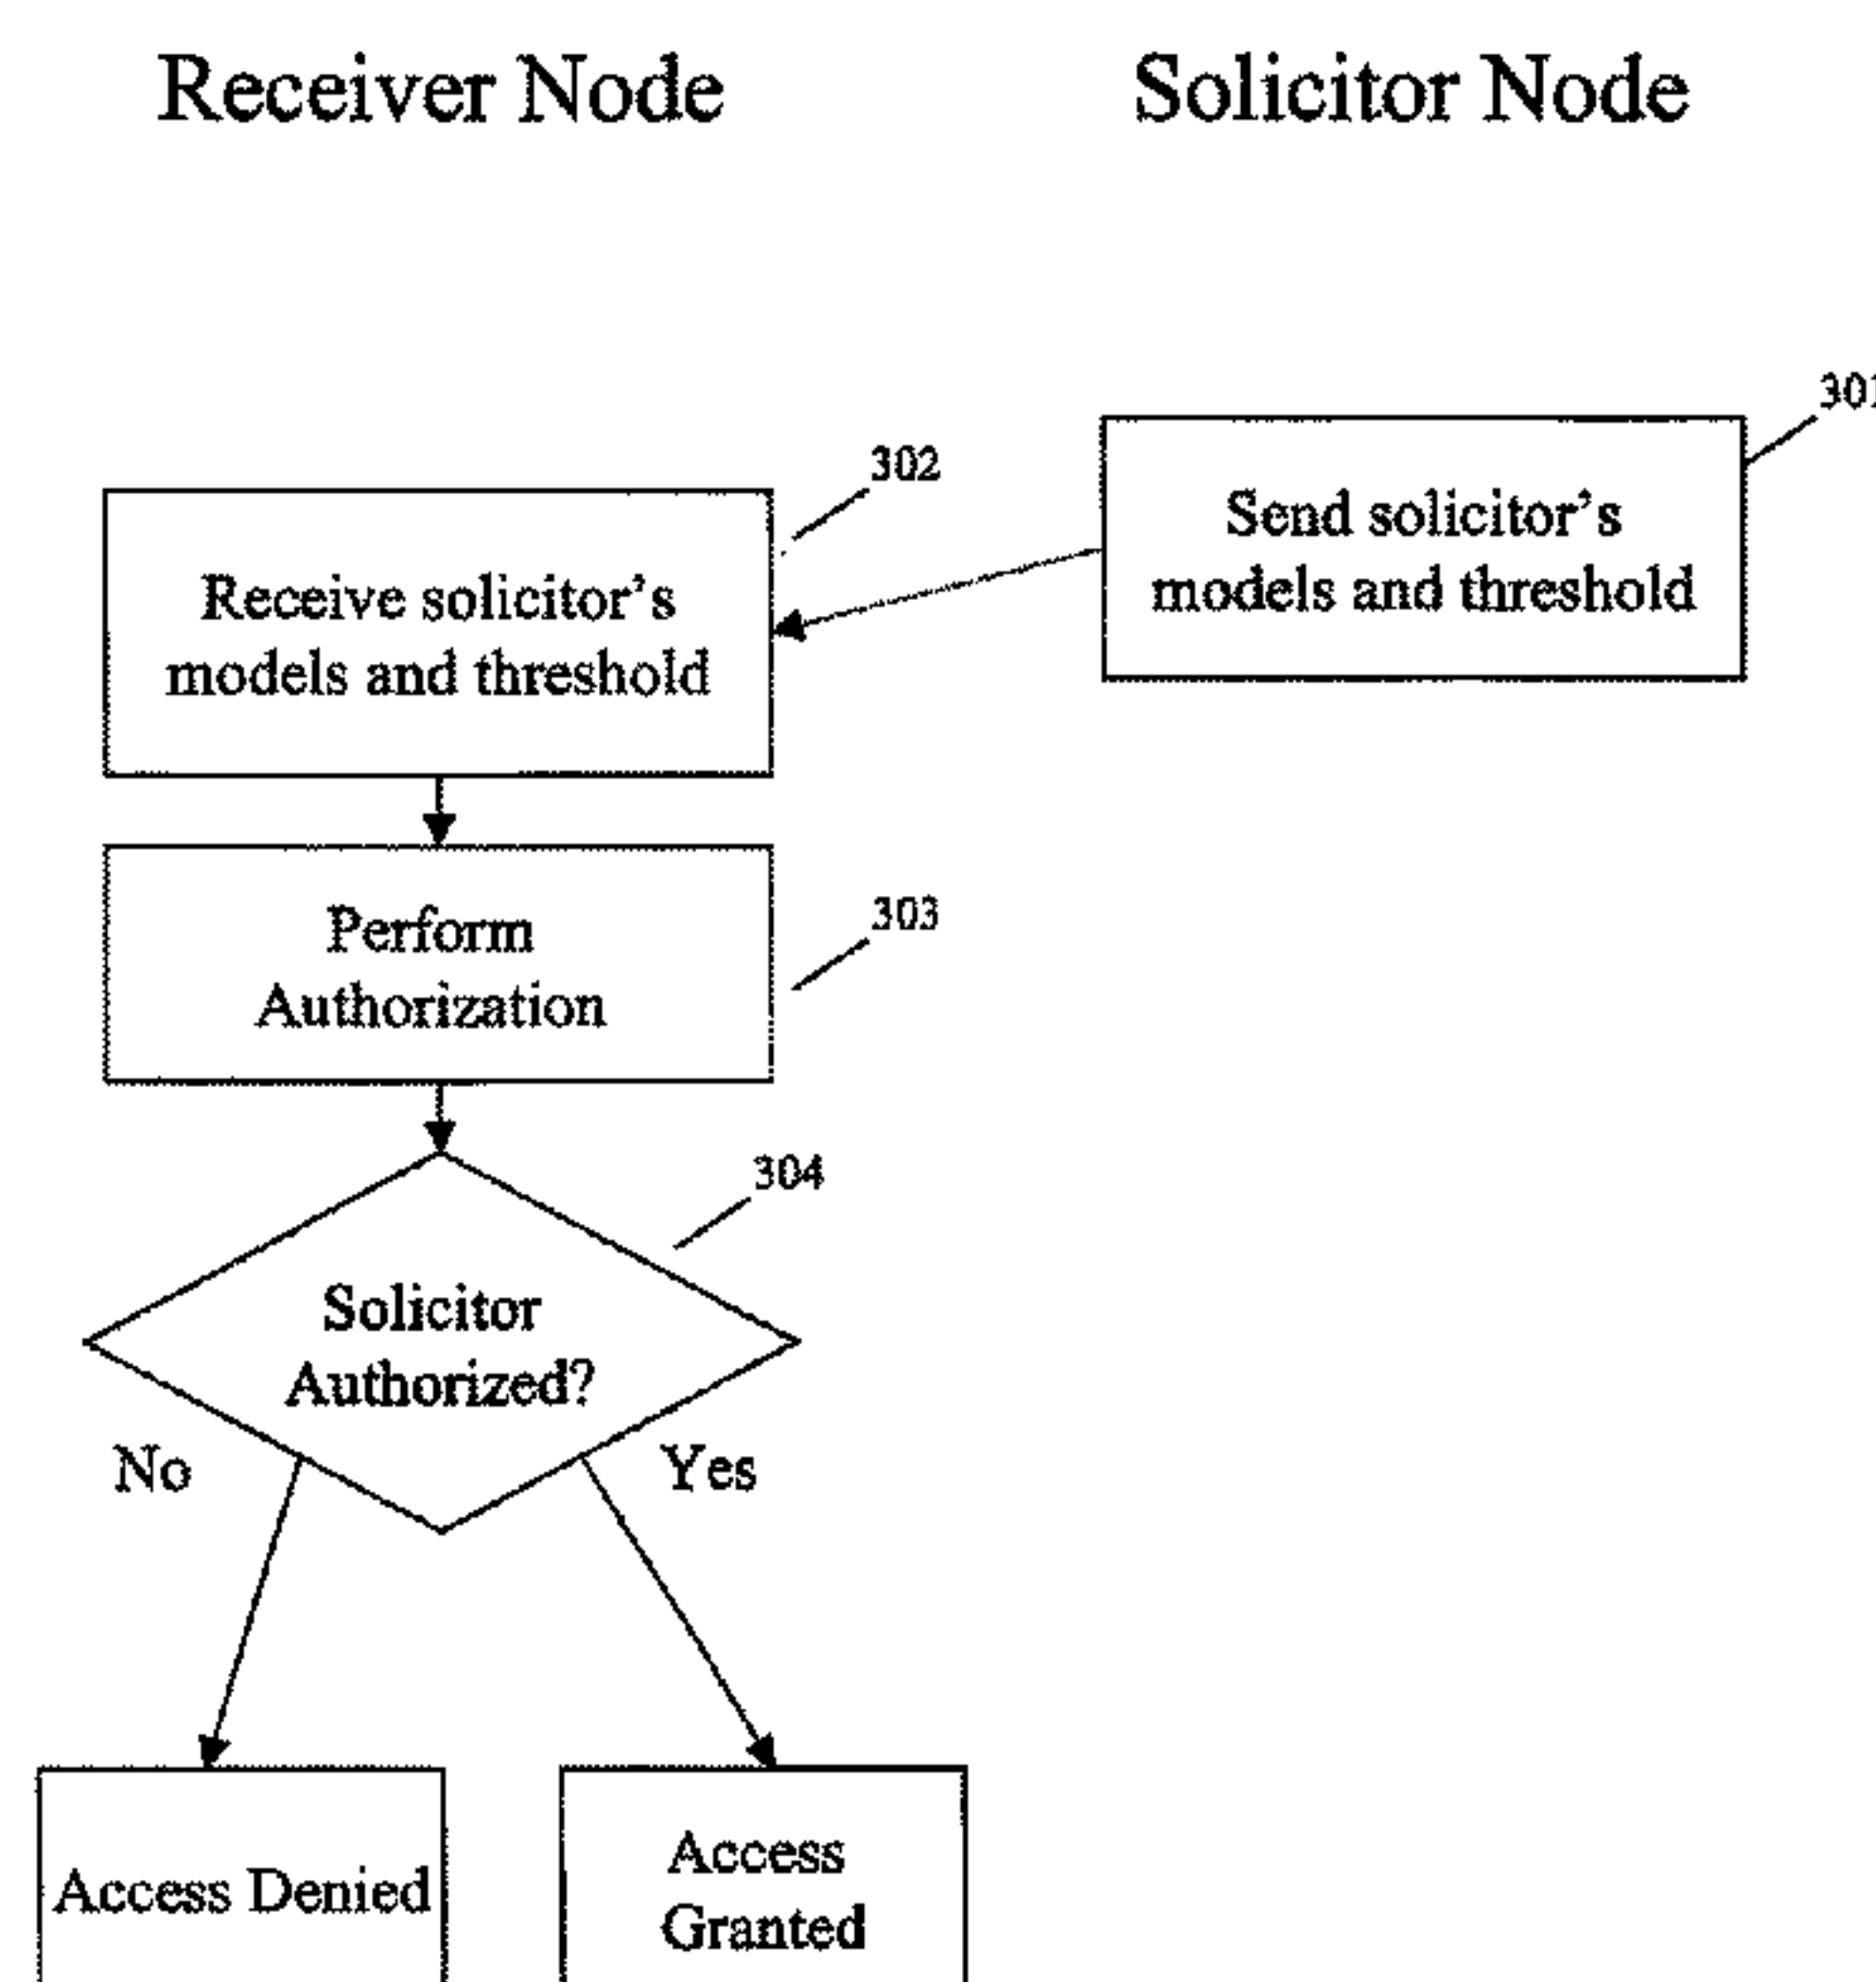 Receiver Node
Solicitor Node
301
Send solicitor's
models and threshold
302
Receive solicitor's
models and threshold
303
Perform
Authorization
304
Solicitor
Authorized?
No
Yes
Access Denied
Access
Granted